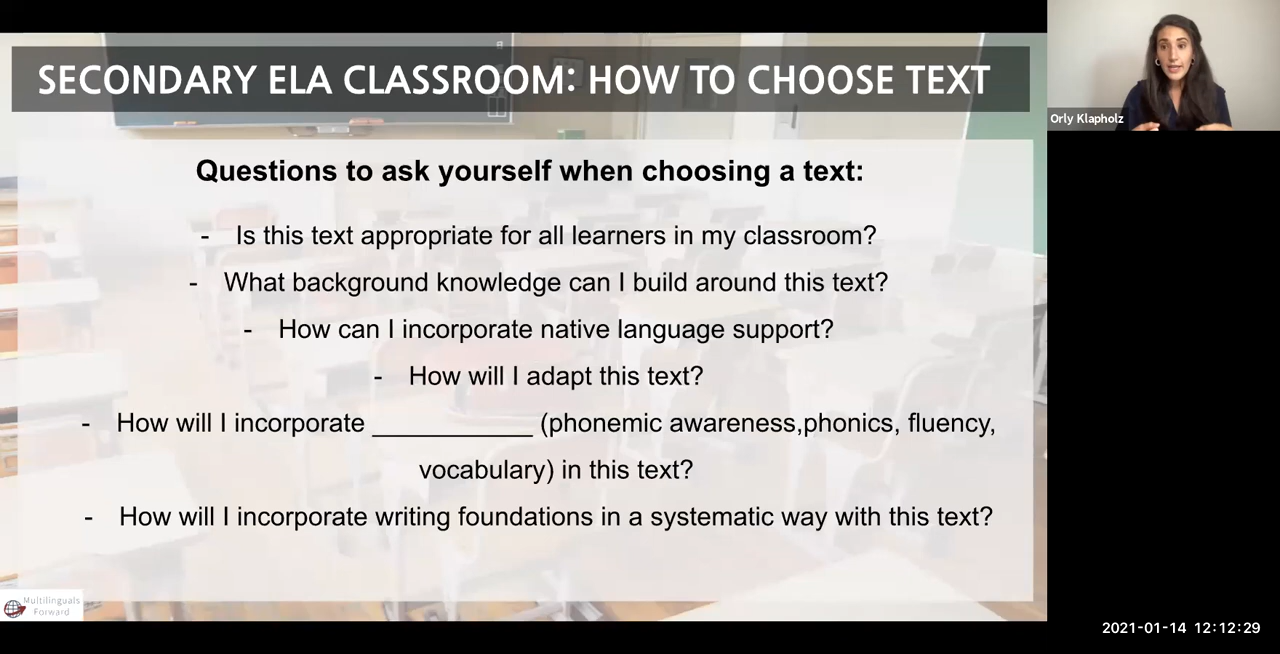 SECONDARY ELA CLASSROOM: HOW TO CHOOSE TEXT
Orly Klapholz
Questions to ask yourself when choosing a text:
- Is this text appropriate for all learners in my classroom?
- What background knowledge can I build around this text?
- How can I incorporate native language support?
- How will I adapt this text?
- How will I incorporate ___________ (phonemic awareness,phonics, fluency,
vocabulary) in this text?
- How will I incorporate writing foundations in a systematic way with this text?
Multilinguals
Forward
2021-01-14 12:12:29